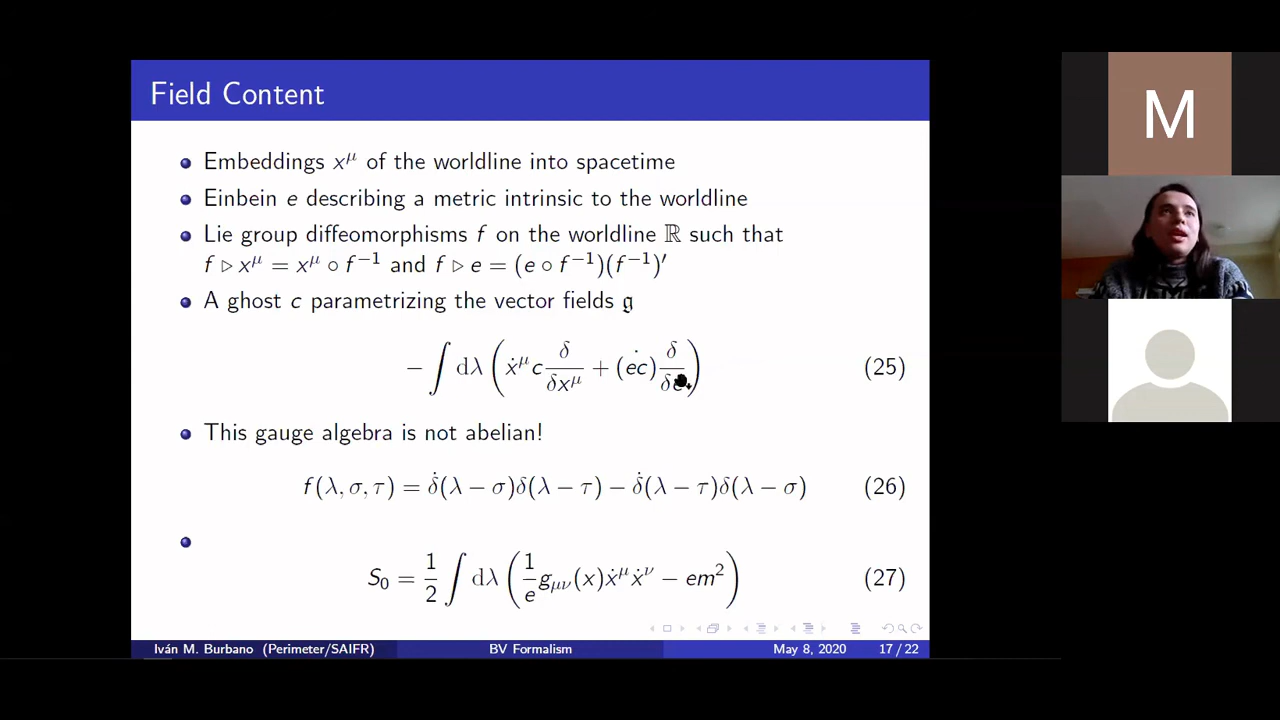 Field Content
Embeddings x^μ of the worldline into spacetime
Einbein e describing a metric intrinsic to the worldline
Lie group diffeomorphisms f on the worldline ℝ such that
f ▷ x^μ = x^μ ∘ f^{−1} and f ▷ e = (e ∘ f^{−1})(f^{−1})′
A ghost c parametrizing the vector fields 𝔤
− ∫ dλ ( ẋ^μ c δ/δx^μ + (ec)˙ δ/δe ) (25)
This gauge algebra is not abelian!
f(λ, σ, τ) = δ̇(λ − σ)δ(λ − τ) − δ̇(λ − τ)δ(λ − σ) (26)
S₀ = 1/2 ∫ dλ ( 1/e g_{μν}(x)ẋ^μ ẋ^ν − em² ) (27)
Iván M. Burbano (Perimeter/SAIFR) BV Formalism May 8, 2020 17 / 22
M